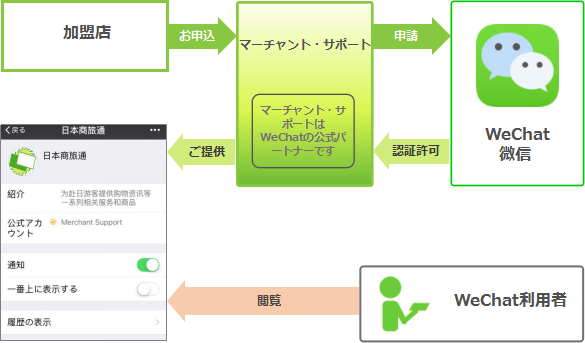 加盟店
お申込
マーチャント・サポート
申請
マーチャント・サ
ポートは
WeChatの公式パ
ートナーです
WeChat
微信
ご提供
認証許可
戻る
日本商旅通
日本商旅通
紹介
为赴日游客提供购物资讯等
一系列相关服务和商品
公式アカ
ウント
Merchant Support
通知
一番上に表示する
履歴の表示
閲覧
WeChat利用者